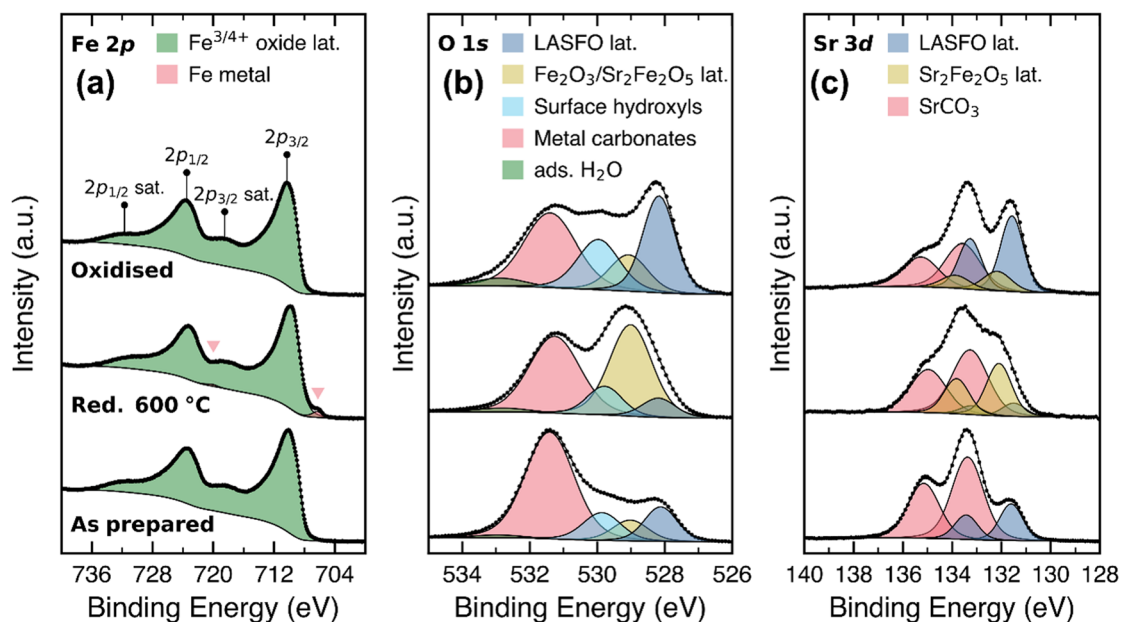 Fe 2p
Fe³/⁴⁺ oxide lat.
Fe metal
(a)
2p₃/₂
2p₁/₂
2p₁/₂ sat.
2p₃/₂ sat.
Oxidised
Red. 600 °C
As prepared
Intensity (a.u.)
736 728 720 712 704
Binding Energy (eV)
O 1s
LASFO lat.
Fe₂O₃/Sr₂Fe₂O₅ lat.
(b)
Surface hydroxyls
Metal carbonates
ads. H₂O
Intensity (a.u.)
534 532 530 528 526
Binding Energy (eV)
Sr 3d
LASFO lat.
Sr₂Fe₂O₅ lat.
(c)
SrCO₃
Intensity (a.u.)
140 138 136 134 132 130 128
Binding Energy (eV)